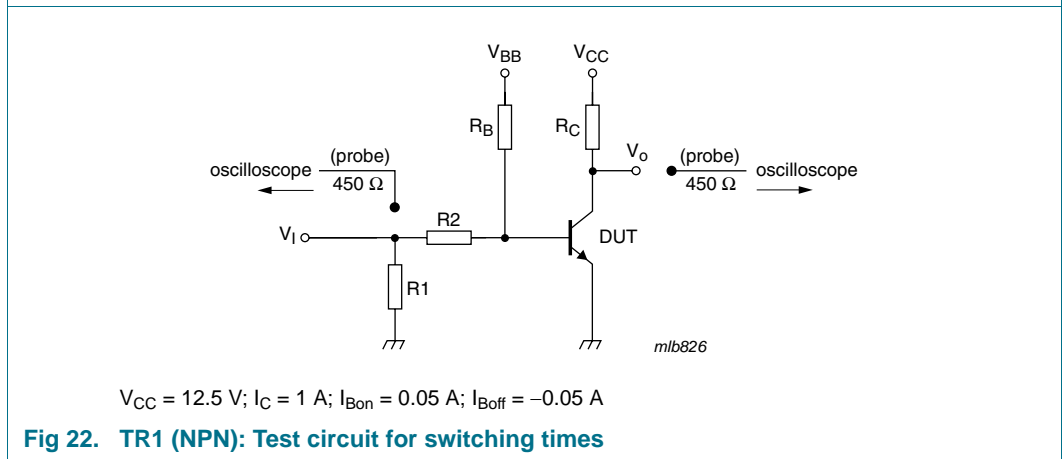 V_BB V_CC
R_B R_C
V_o
(probe) (probe)
oscilloscope oscilloscope
450 Ω 450 Ω
R2
V_I DUT
R1
mlb826
V_CC = 12.5 V; I_C = 1 A; I_Bon = 0.05 A; I_Boff = −0.05 A
Fig 22. TR1 (NPN): Test circuit for switching times